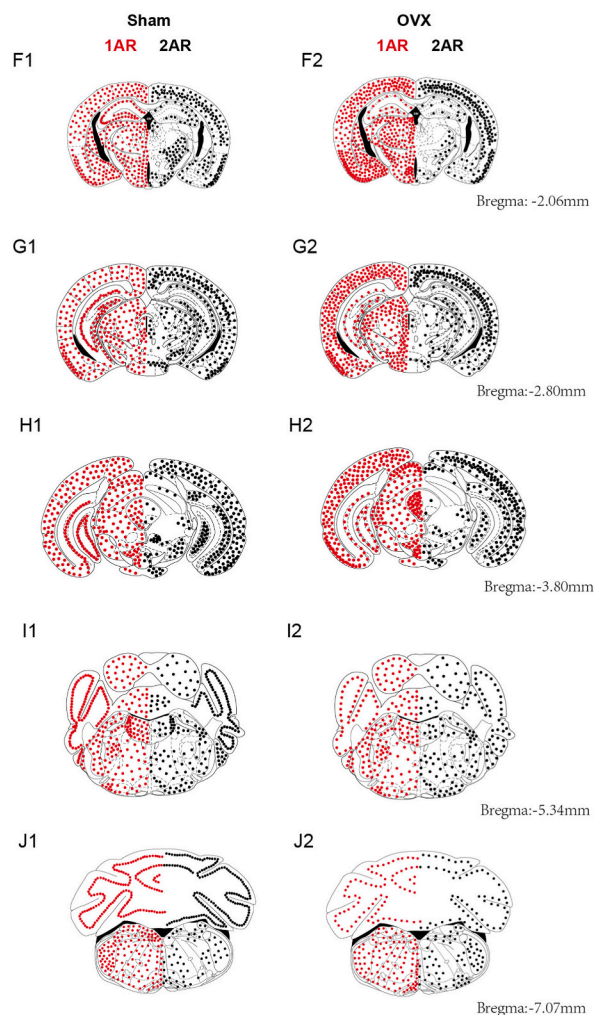 Sham OVX
1AR 2AR 1AR 2AR
F1 F2
Bregma: -2.06mm
G1 G2
Bregma:-2.80mm
H1 H2
Bregma:-3.80mm
I1 I2
Bregma:-5.34mm
J1 J2
Bregma:-7.07mm